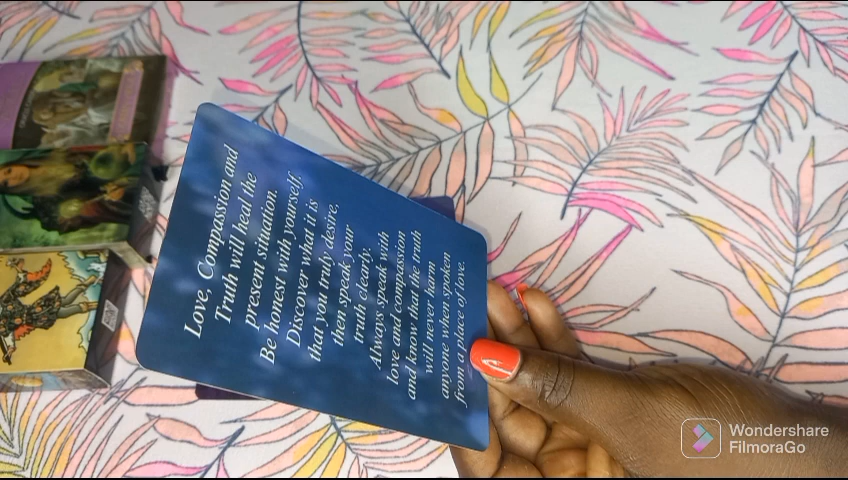 Love, Compassion and
Truth will heal the
present situation.
Be honest with yourself.
Discover what it is
that you truly desire,
then speak your
truth clearly.
Always speak with
love and compassion
and know that the truth
will never harm
anyone when spoken
from a place of love.
Wondershare
FilmoraGo